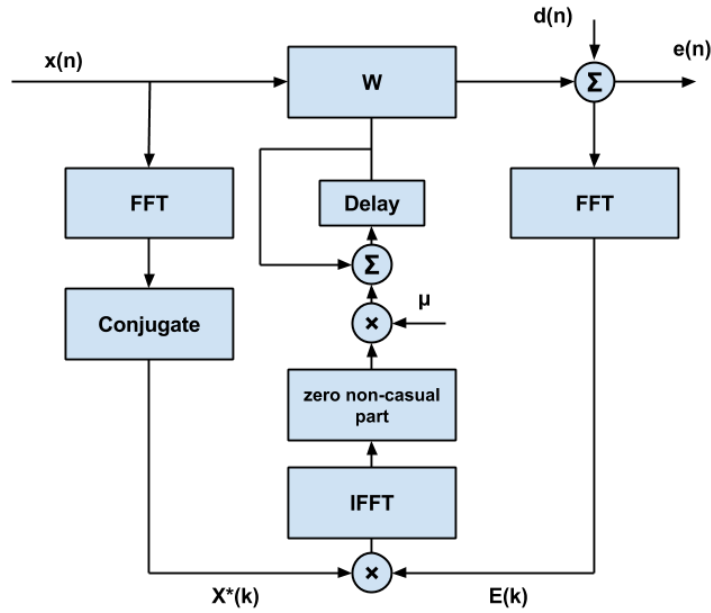 d(n)
x(n)
e(n)
W
Σ
FFT
Delay
FFT
Σ
μ
Conjugate
×
zero non-casual
part
IFFT
×
X*(k)
E(k)